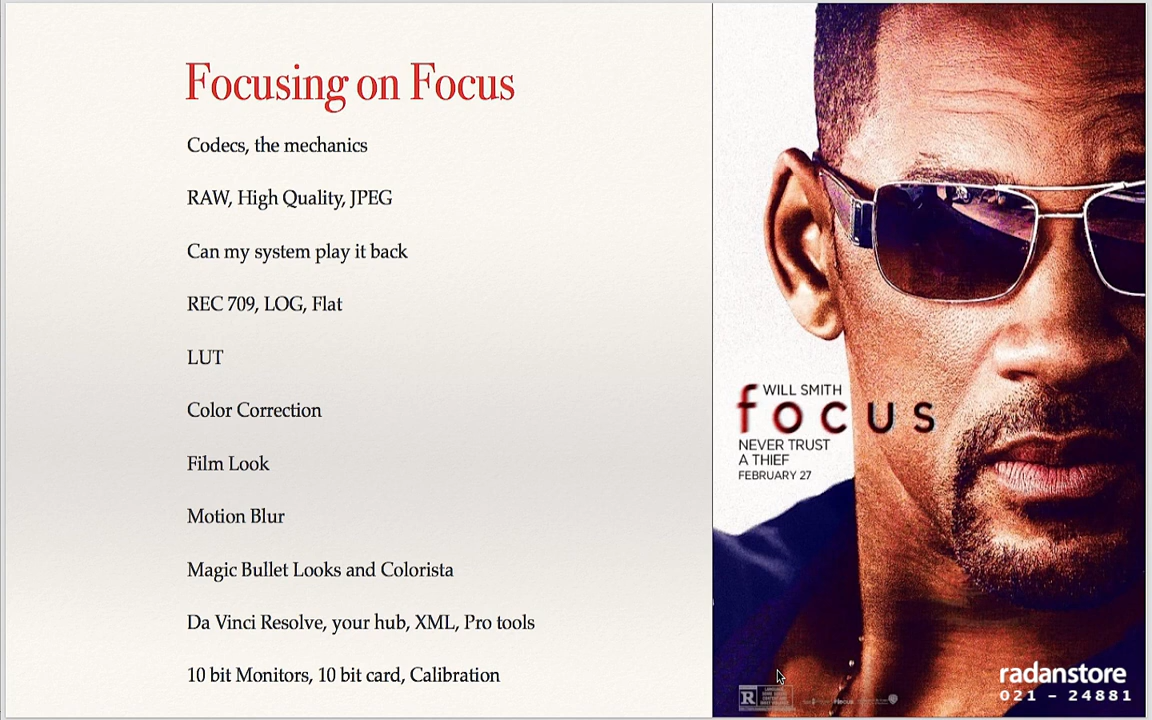 Focusing on Focus
Codecs, the mechanics
RAW, High Quality, JPEG
Can my system play it back
REC 709, LOG, Flat
LUT
Color Correction
Film Look
Motion Blur
Magic Bullet Looks and Colorista
Da Vinci Resolve, your hub, XML, Pro tools
10 bit Monitors, 10 bit card, Calibration
WILL SMITH
focus
NEVER TRUST
A THIEF
FEBRUARY 27
R
radanstore
021 - 24881